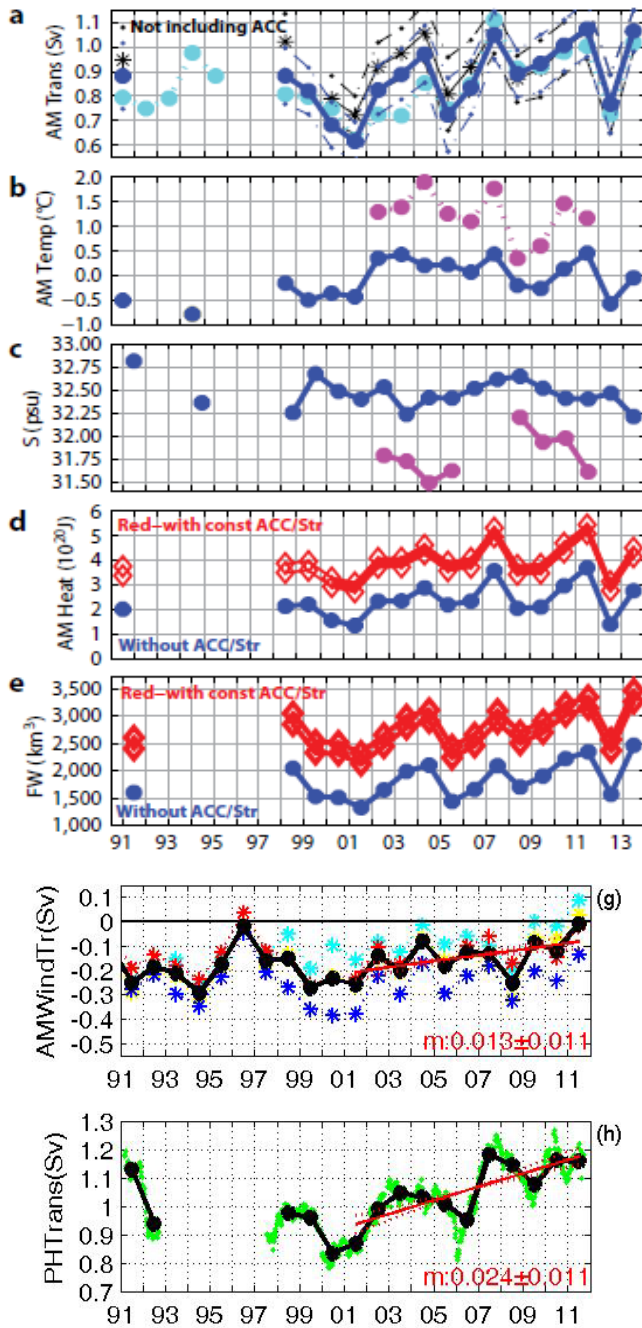 a
Not including ACC
AM Trans (Sv)
1.1
1.0
0.9
0.8
0.7
0.6
b
AM Temp (°C)
2.0
1.5
1.0
0.5
0.0
−0.5
−1.0
c
S (psu)
33.00
32.75
32.50
32.25
32.00
31.75
31.50
d
Red–with const ACC/Str
AM Heat (10²⁰J)
6
5
4
3
2
1
0
Without ACC/Str
e
Red–with const ACC/Str
FW (km³)
3,500
3,000
2,500
2,000
1,500
1,000
Without ACC/Str
91 93 95 97 99 01 03 05 07 09 11 13
(g)
AMWindTr(Sv)
0.1
0
-0.1
-0.2
-0.3
-0.4
-0.5
m:0.013±0.011
91 93 95 97 99 01 03 05 07 09 11
(h)
PHTrans(Sv)
1.3
1.2
1.1
1
0.9
0.8
0.7
m:0.024±0.011
91 93 95 97 99 01 03 05 07 09 11